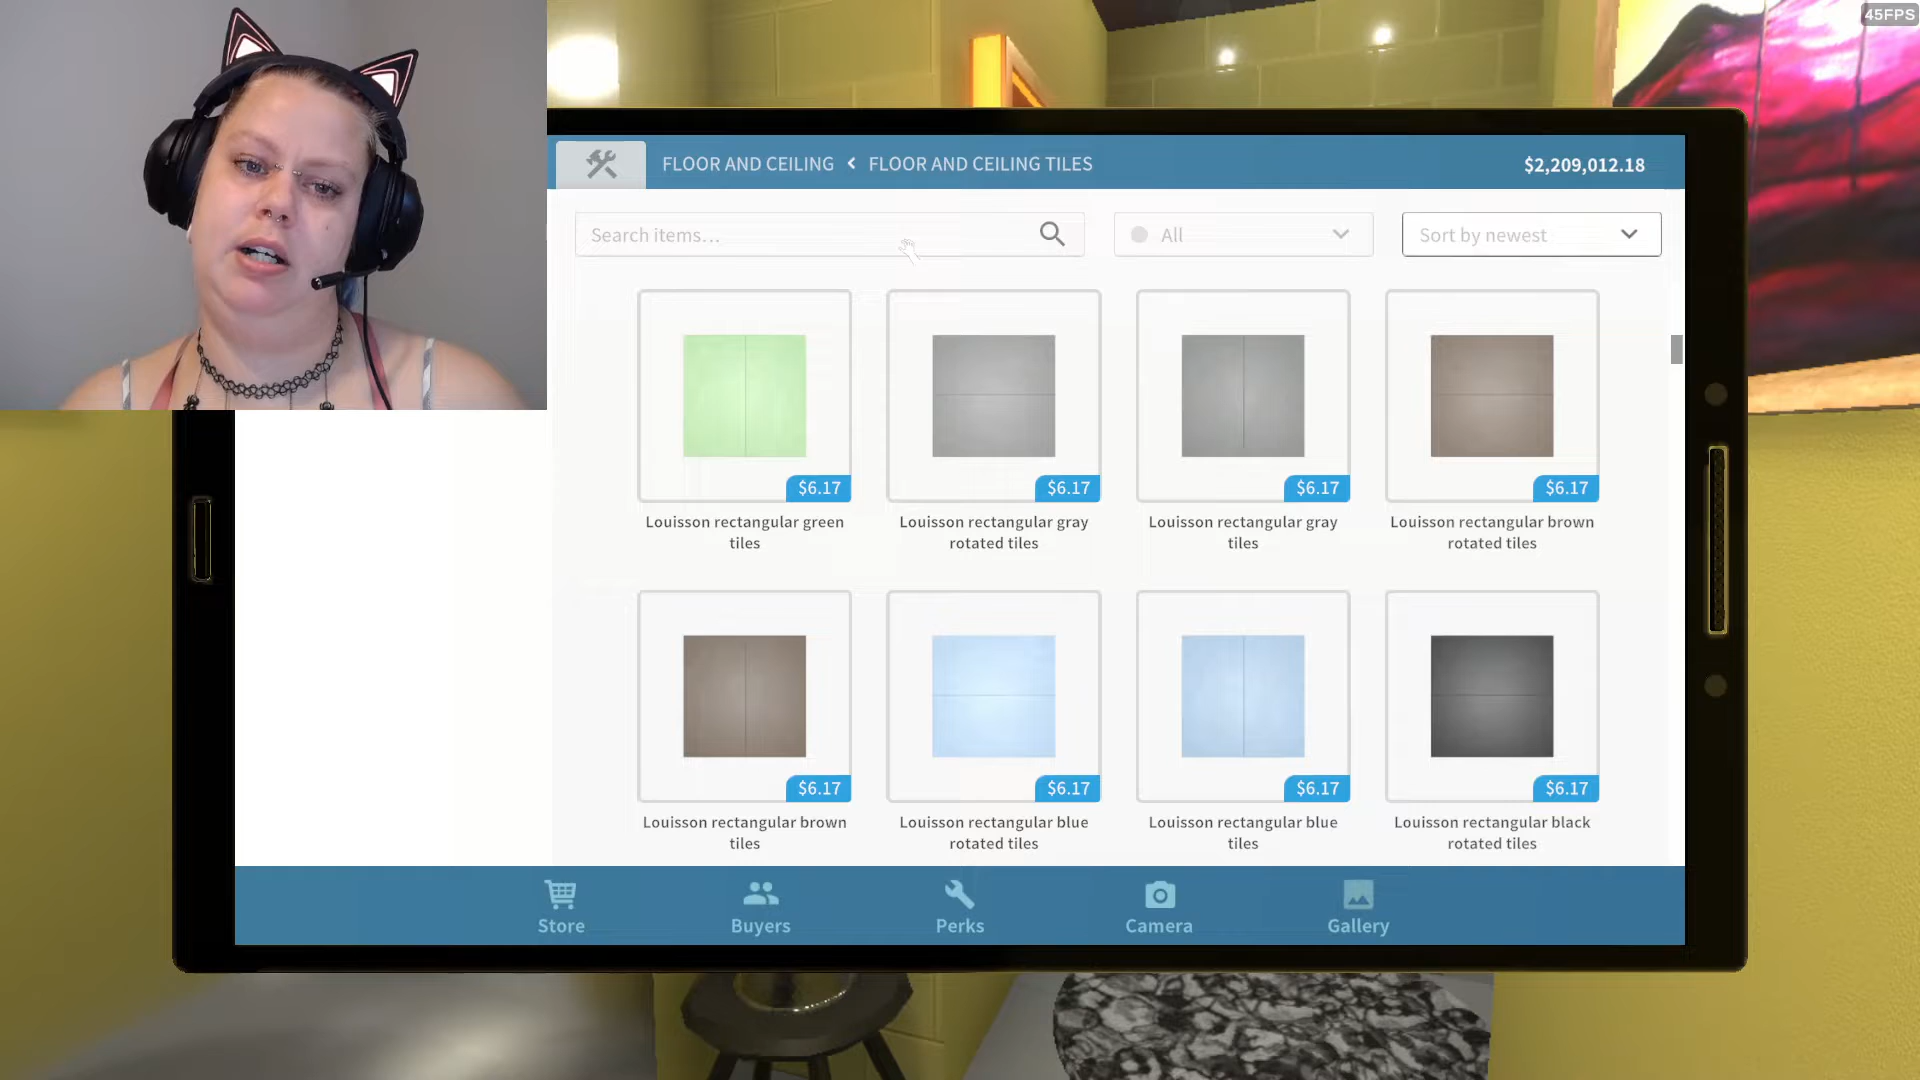 45FPS
FLOOR AND CEILING < FLOOR AND CEILING TILES
$2,209,012.18
Search items...
All
Sort by newest
$6.17
$6.17
$6.17
$6.17
Louisson rectangular green
tiles
Louisson rectangular gray
rotated tiles
Louisson rectangular gray
tiles
Louisson rectangular brown
rotated tiles
$6.17
$6.17
$6.17
$6.17
Louisson rectangular brown
tiles
Louisson rectangular blue
rotated tiles
Louisson rectangular blue
tiles
Louisson rectangular black
rotated tiles
Store
Buyers
Perks
Camera
Gallery